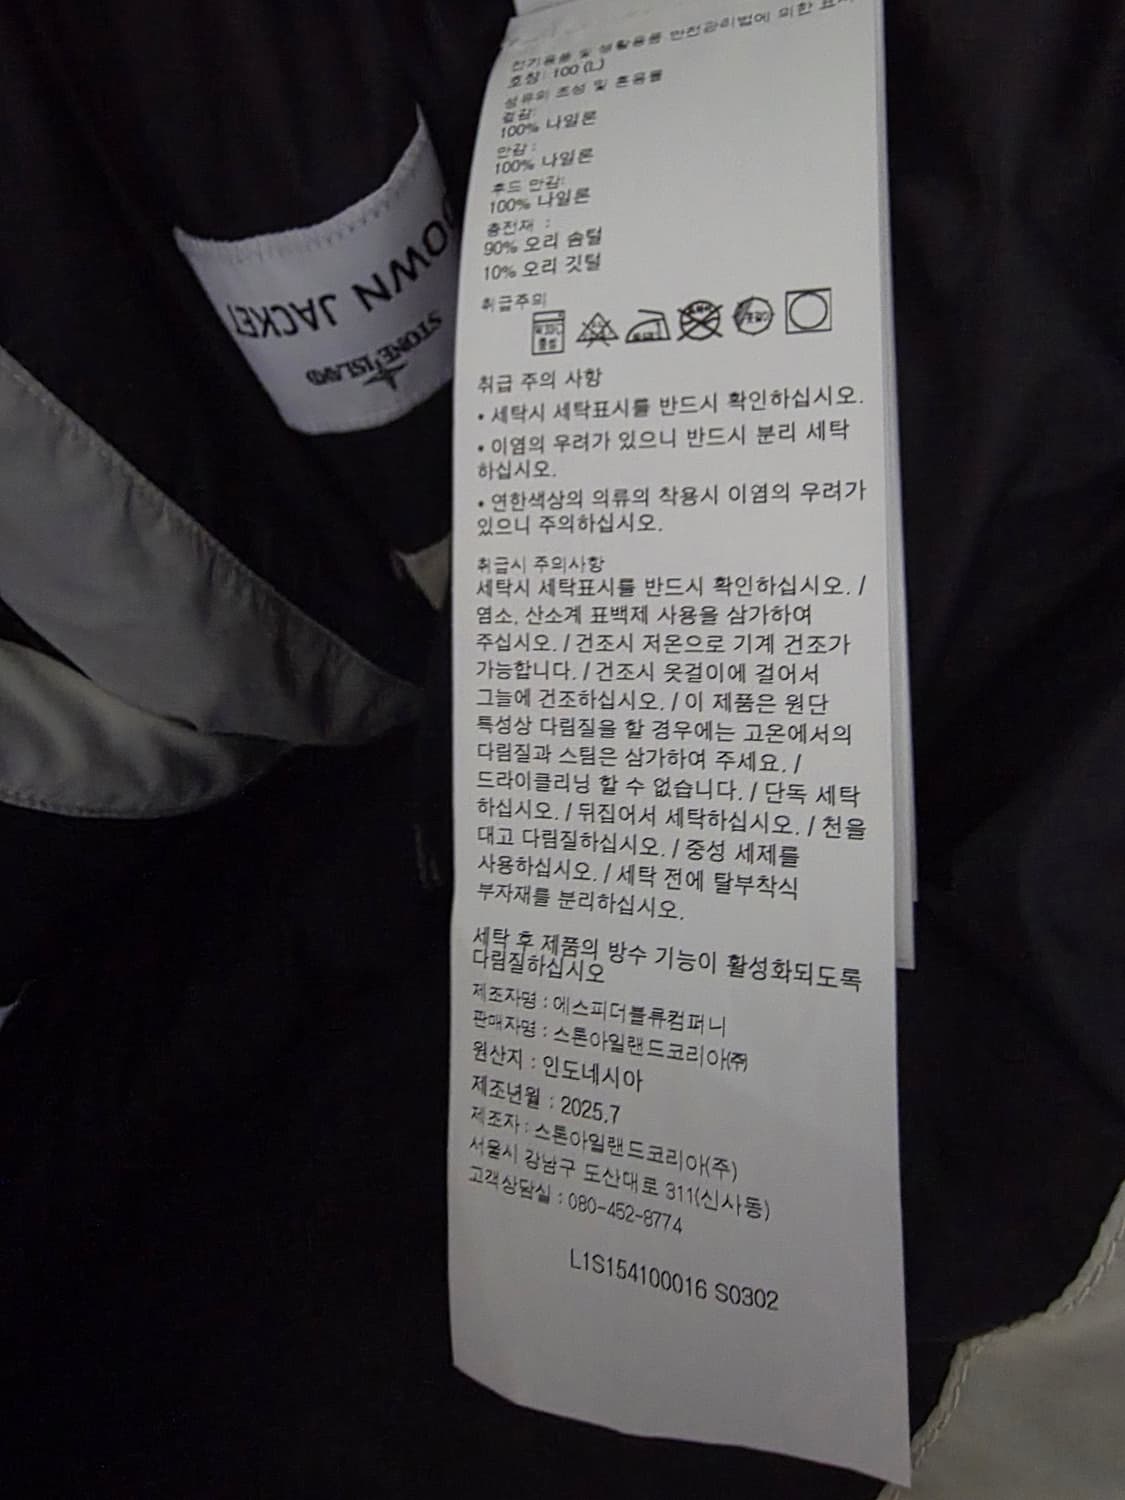 전기용품 및 생활용품 안전관리법에 의한 표시
호칭: 100 (L)
섬유의 조성 및 혼용률
겉감:
100% 나일론
안감 :
100% 나일론
후드 안감:
100% 나일론
충전재 :
90% 오리 솜털
10% 오리 깃털
취급주의
취급 주의 사항
• 세탁시 세탁표시를 반드시 확인하십시오.
• 이염의 우려가 있으니 반드시 분리 세탁
하십시오.
• 연한색상의 의류의 착용시 이염의 우려가
있으니 주의하십시오.
취급시 주의사항
세탁시 세탁표시를 반드시 확인하십시오. /
염소, 산소계 표백제 사용을 삼가하여
주십시오. / 건조시 저온으로 기계 건조가
가능합니다. / 건조시 옷걸이에 걸어서
그늘에 건조하십시오. / 이 제품은 원단
특성상 다림질을 할 경우에는 고온에서의
다림질과 스팀은 삼가하여 주세요. /
드라이클리닝 할 수 없습니다. / 단독 세탁
하십시오. / 뒤집어서 세탁하십시오. / 천을
대고 다림질하십시오. / 중성 세제를
사용하십시오. / 세탁 전에 탈부착식
부자재를 분리하십시오.
세탁 후 제품의 방수 기능이 활성화되도록
다림질하십시오
제조자명 : 에스피더블류컴퍼니
판매자명 : 스톤아일랜드코리아(주)
원산지 : 인도네시아
제조년월 : 2025.7
제조자 : 스톤아일랜드코리아(주)
서울시 강남구 도산대로 311(신사동)
고객상담실 : 080-452-8774
L1S154100016 S0302
STONE ISLAND
DOWN JACKET